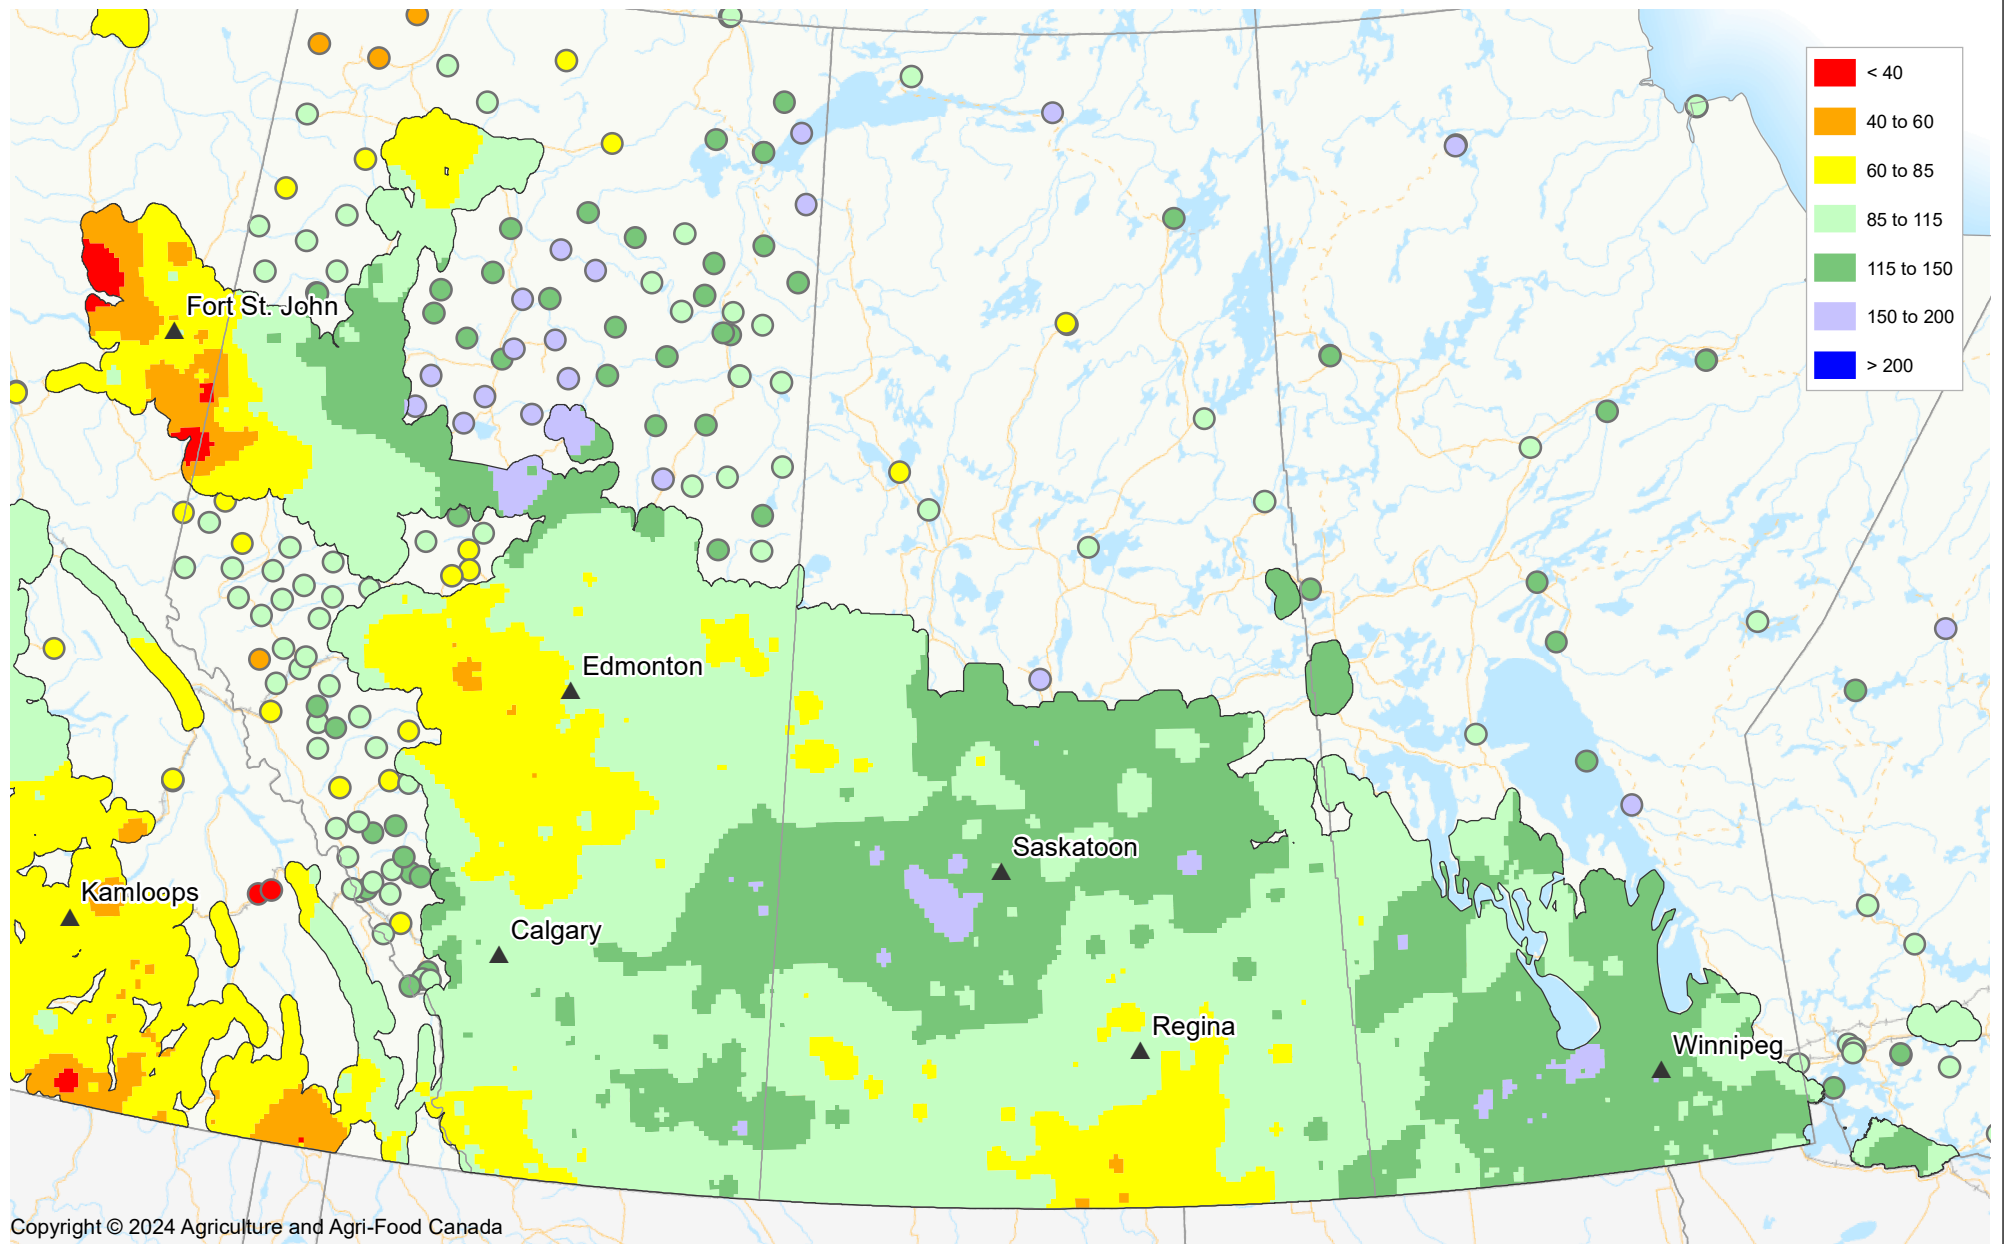 < 40
40 to 60
60 to 85
85 to 115
115 to 150
150 to 200
> 200
Fort St. John
Edmonton
Saskatoon
Kamloops
Calgary
Regina
Winnipeg
Copyright © 2024 Agriculture and Agri-Food Canada